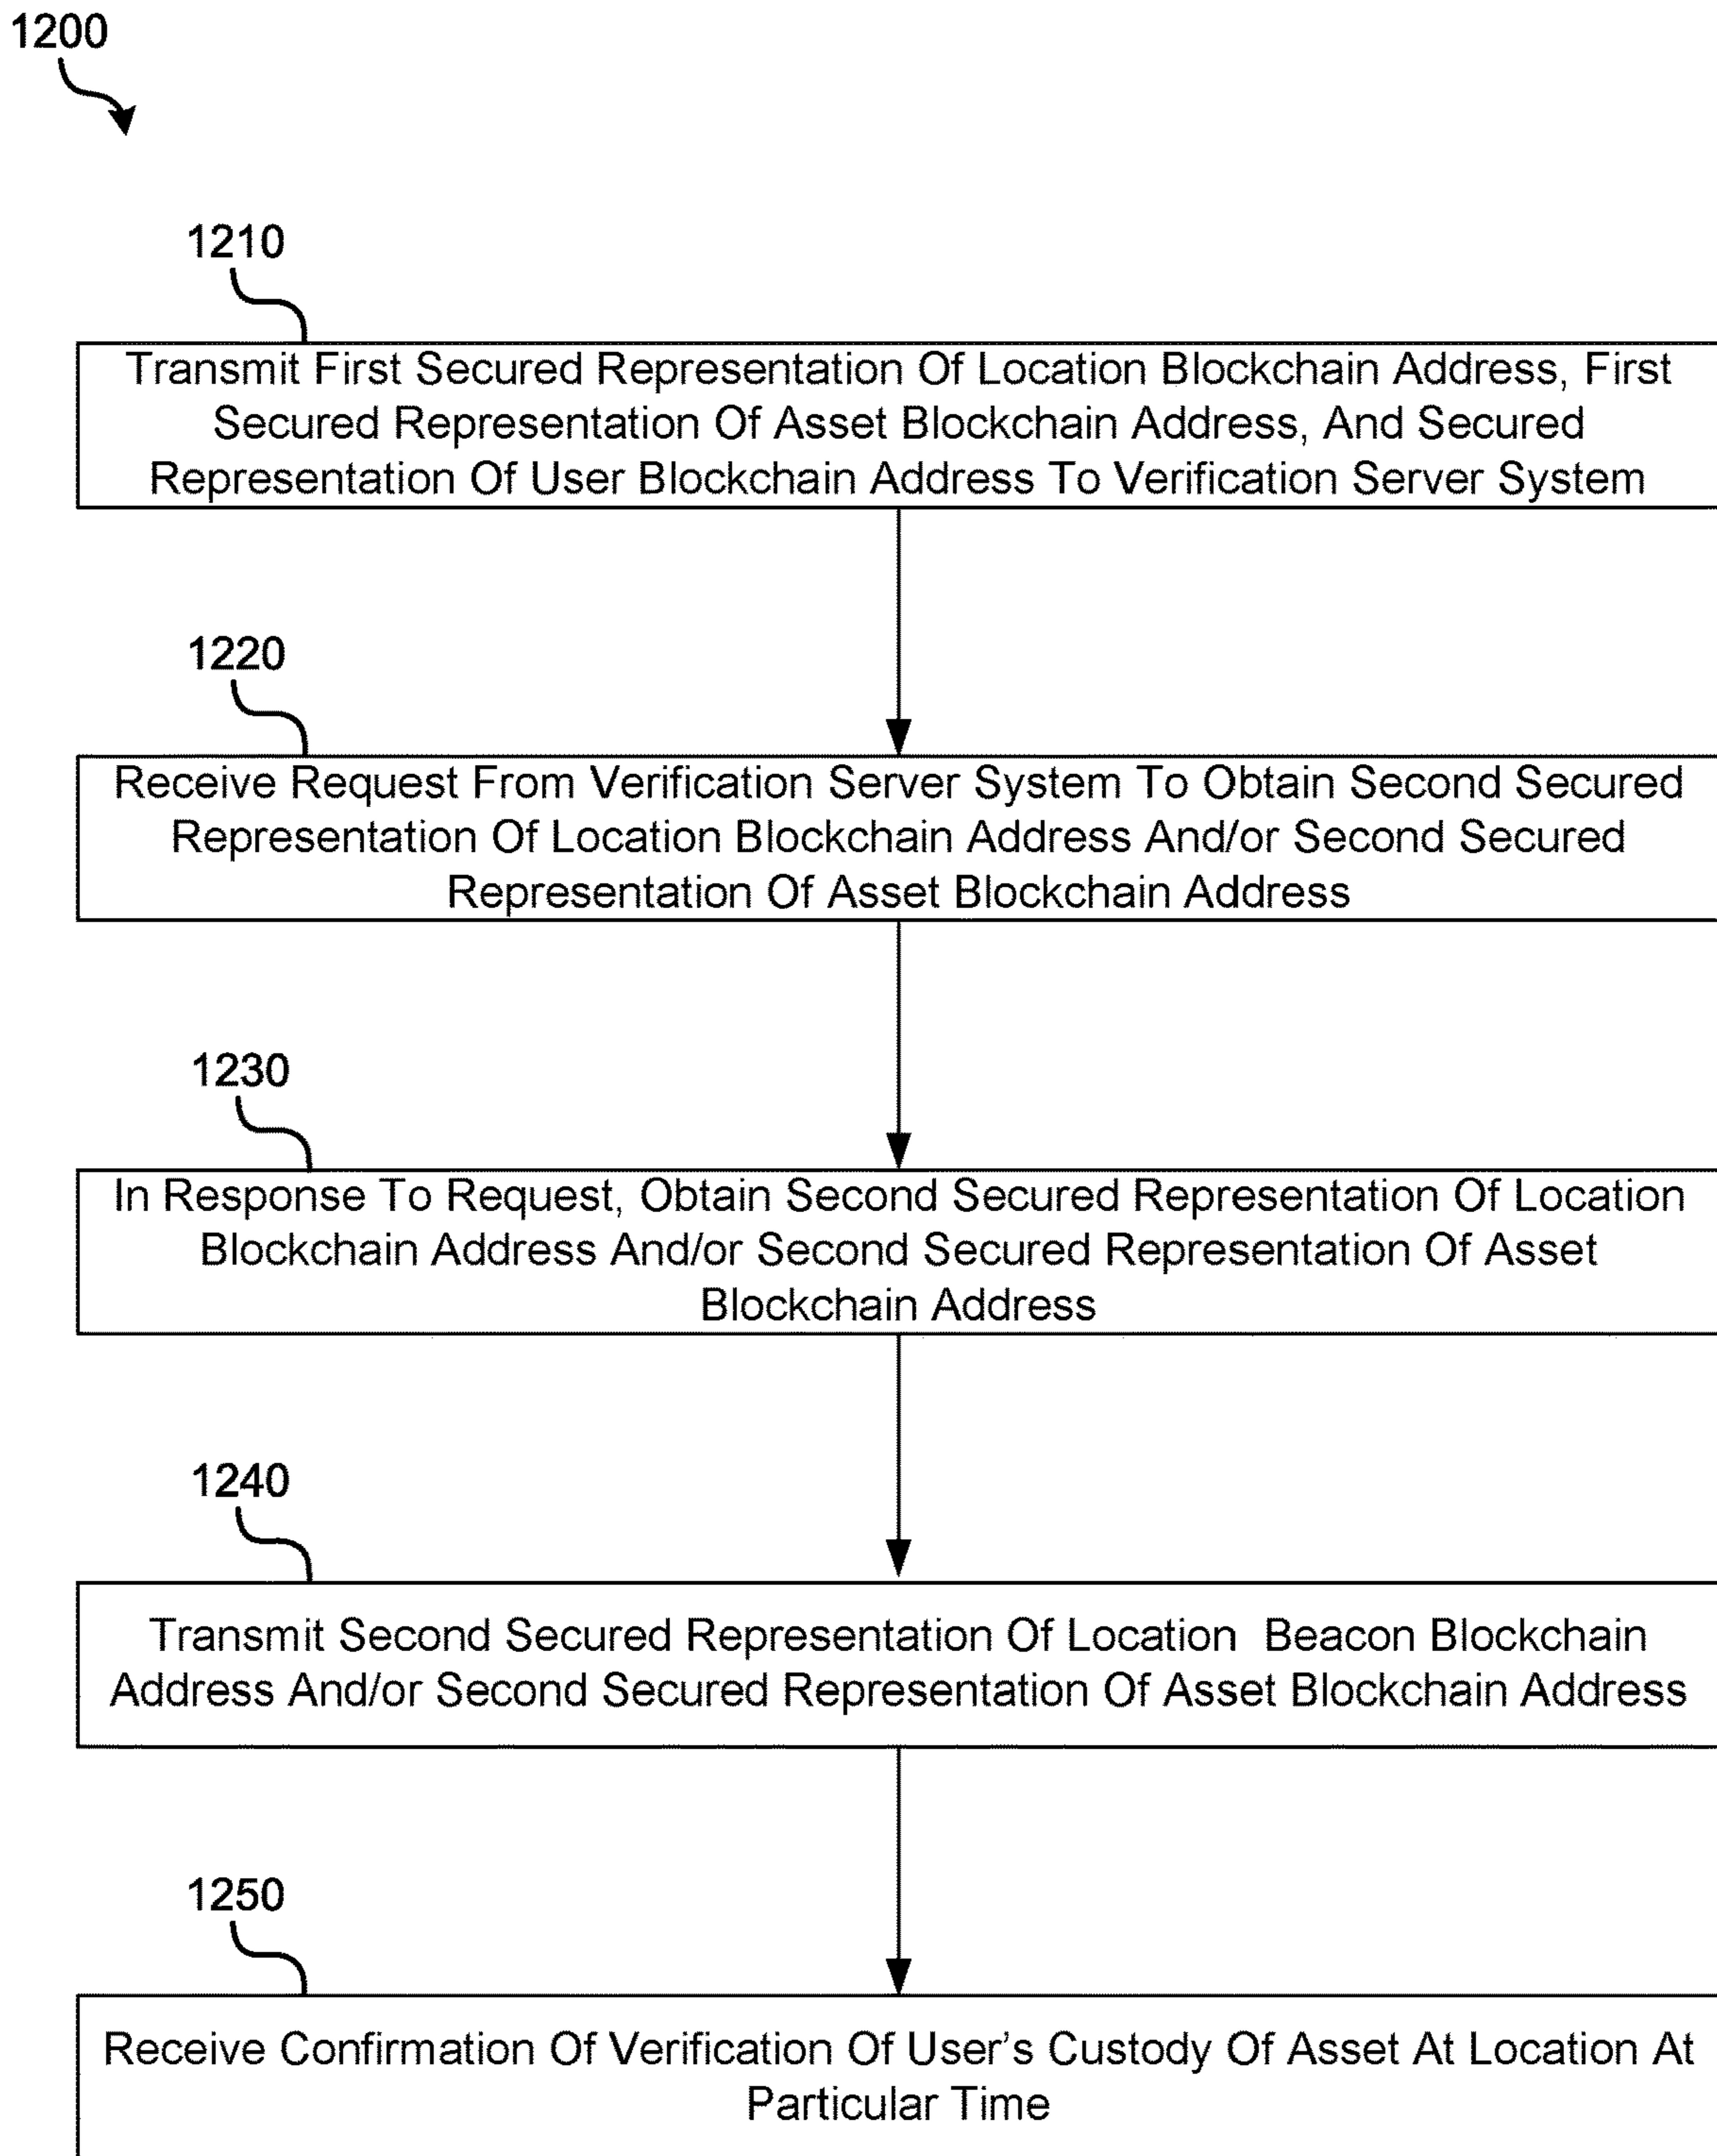 1200
1210
Transmit First Secured Representation Of Location Blockchain Address, First
Secured Representation Of Asset Blockchain Address, And Secured
Representation Of User Blockchain Address To Verification Server System
1220
Receive Request From Verification Server System To Obtain Second Secured
Representation Of Location Blockchain Address And/or Second Secured
Representation Of Asset Blockchain Address
1230
In Response To Request, Obtain Second Secured Representation Of Location
Blockchain Address And/or Second Secured Representation Of Asset
Blockchain Address
1240
Transmit Second Secured Representation Of Location  Beacon Blockchain
Address And/or Second Secured Representation Of Asset Blockchain Address
1250
Receive Confirmation Of Verification Of User’s Custody Of Asset At Location At
Particular Time